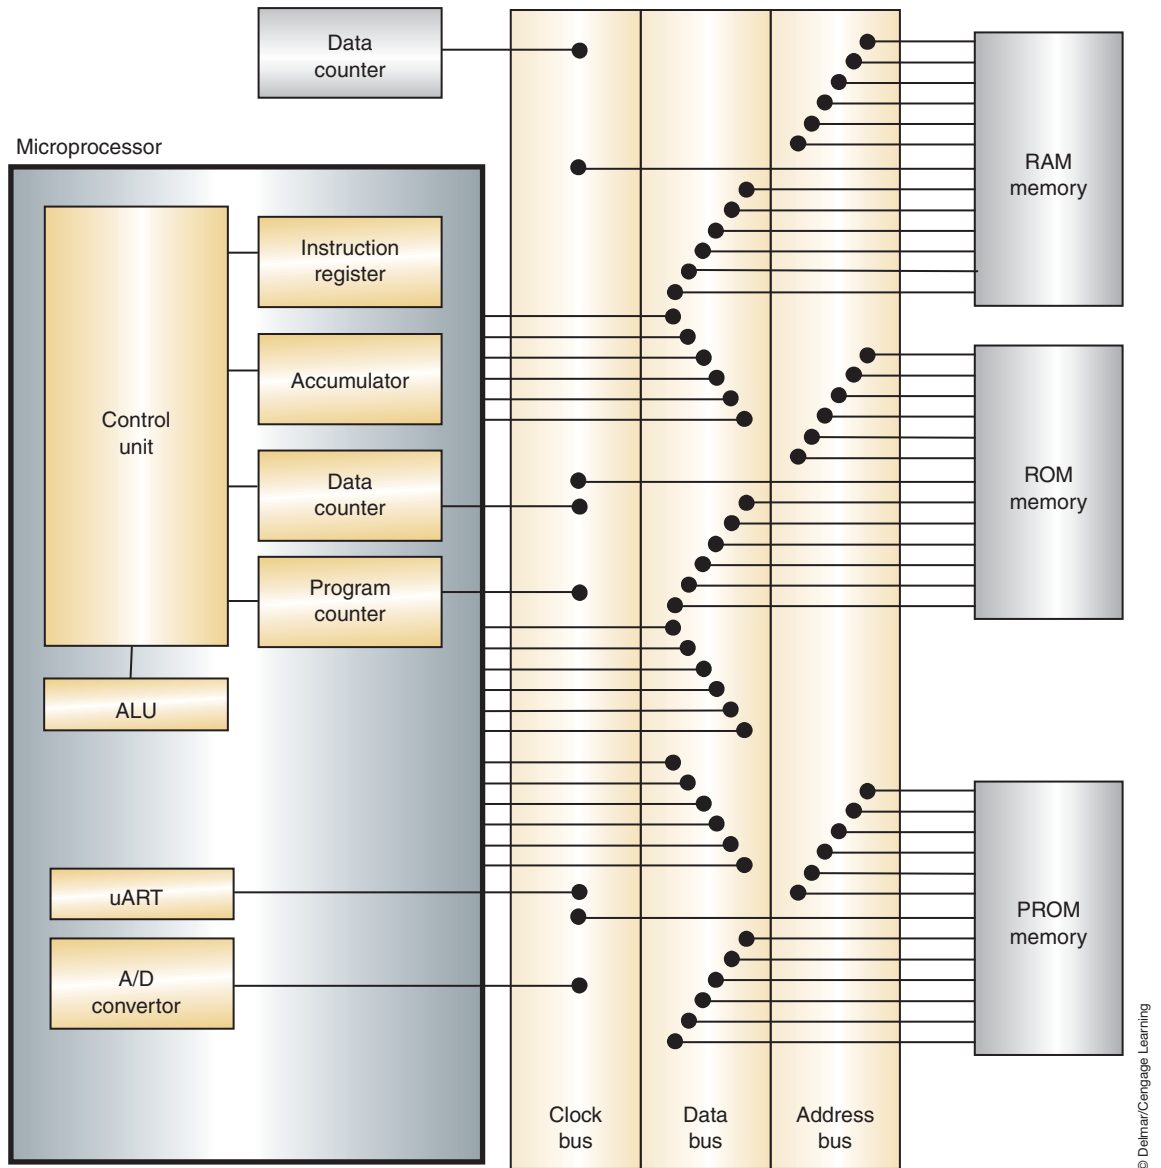 Data
counter
Microprocessor
Control
unit
Instruction
register
Accumulator
Data
counter
Program
counter
ALU
uART
A/D
convertor
RAM
memory
ROM
memory
PROM
memory
Clock
bus
Data
bus
Address
bus
© Delmar/Cengage Learning